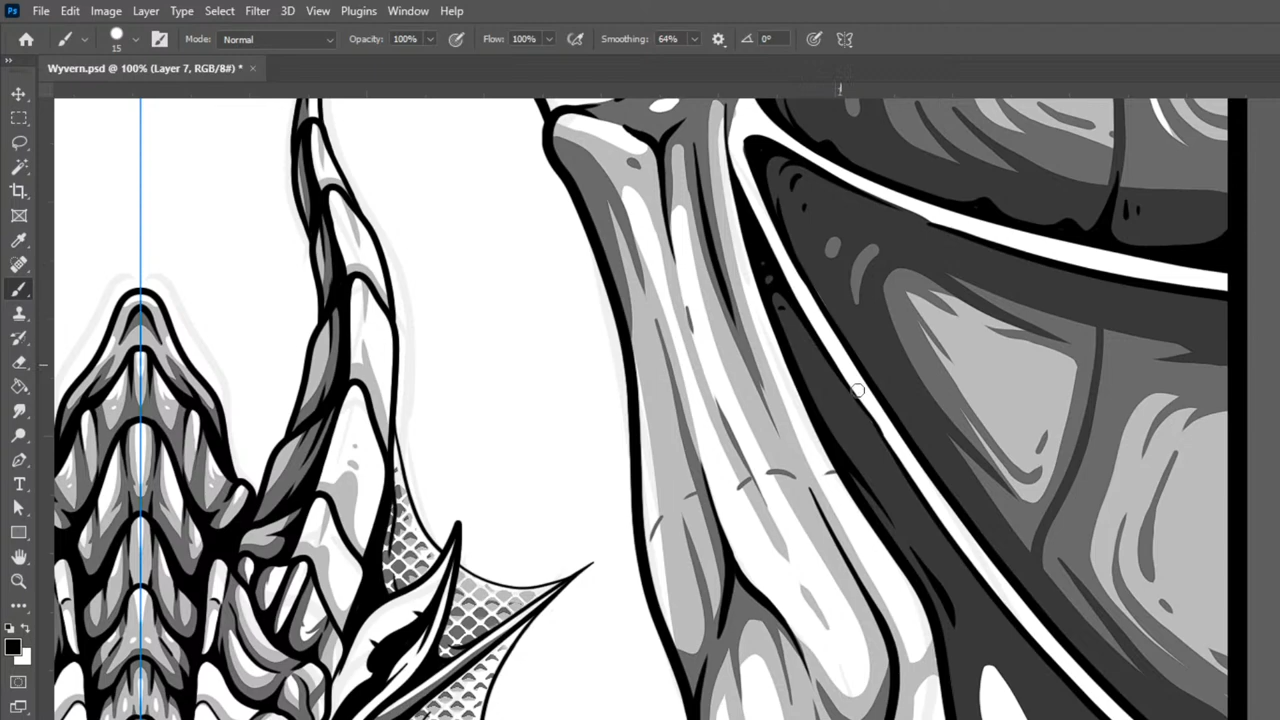 Ps File Edit Image Layer Type Select Filter 3D View Plugins Window Help
15 Mode: Normal Opacity: 100% Flow: 100% Smoothing: 64% 0°
Wyvern.psd @ 100% (Layer 7, RGB/8#) * ×
T